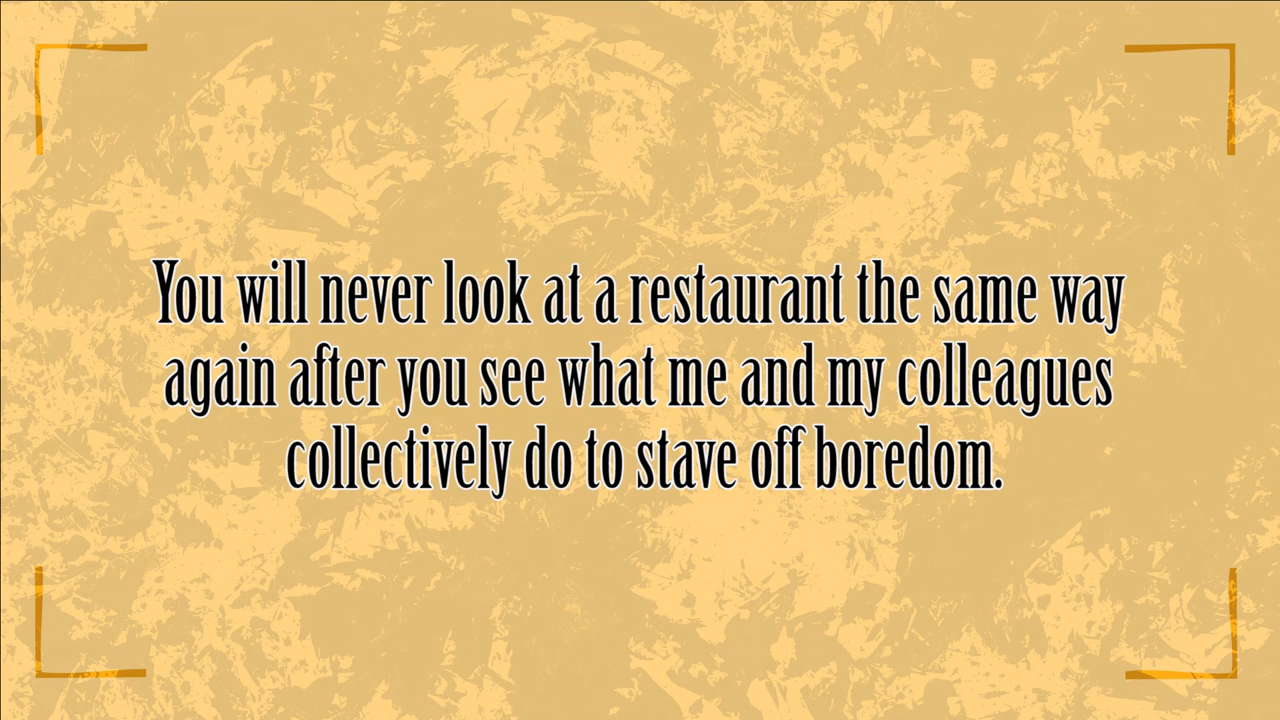 You will never look at a restaurant the same way
again after you see what me and my colleagues
collectively do to stave off boredom.